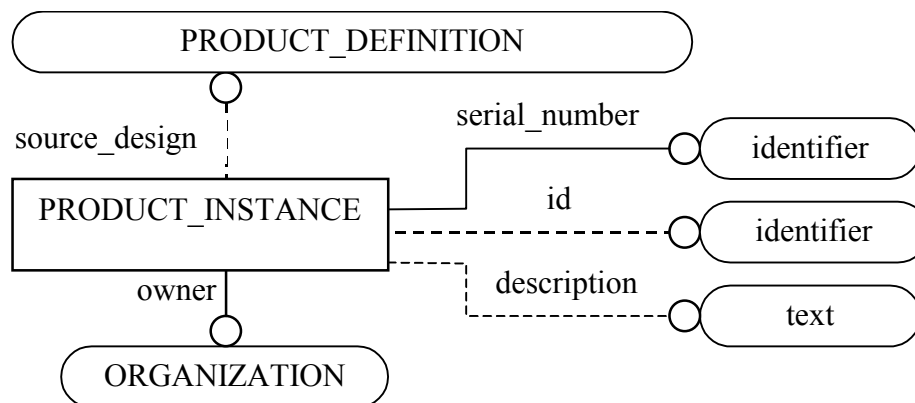 PRODUCT_DEFINITION
source_design
serial_number
identifier
PRODUCT_INSTANCE
id
identifier
owner
description
text
ORGANIZATION